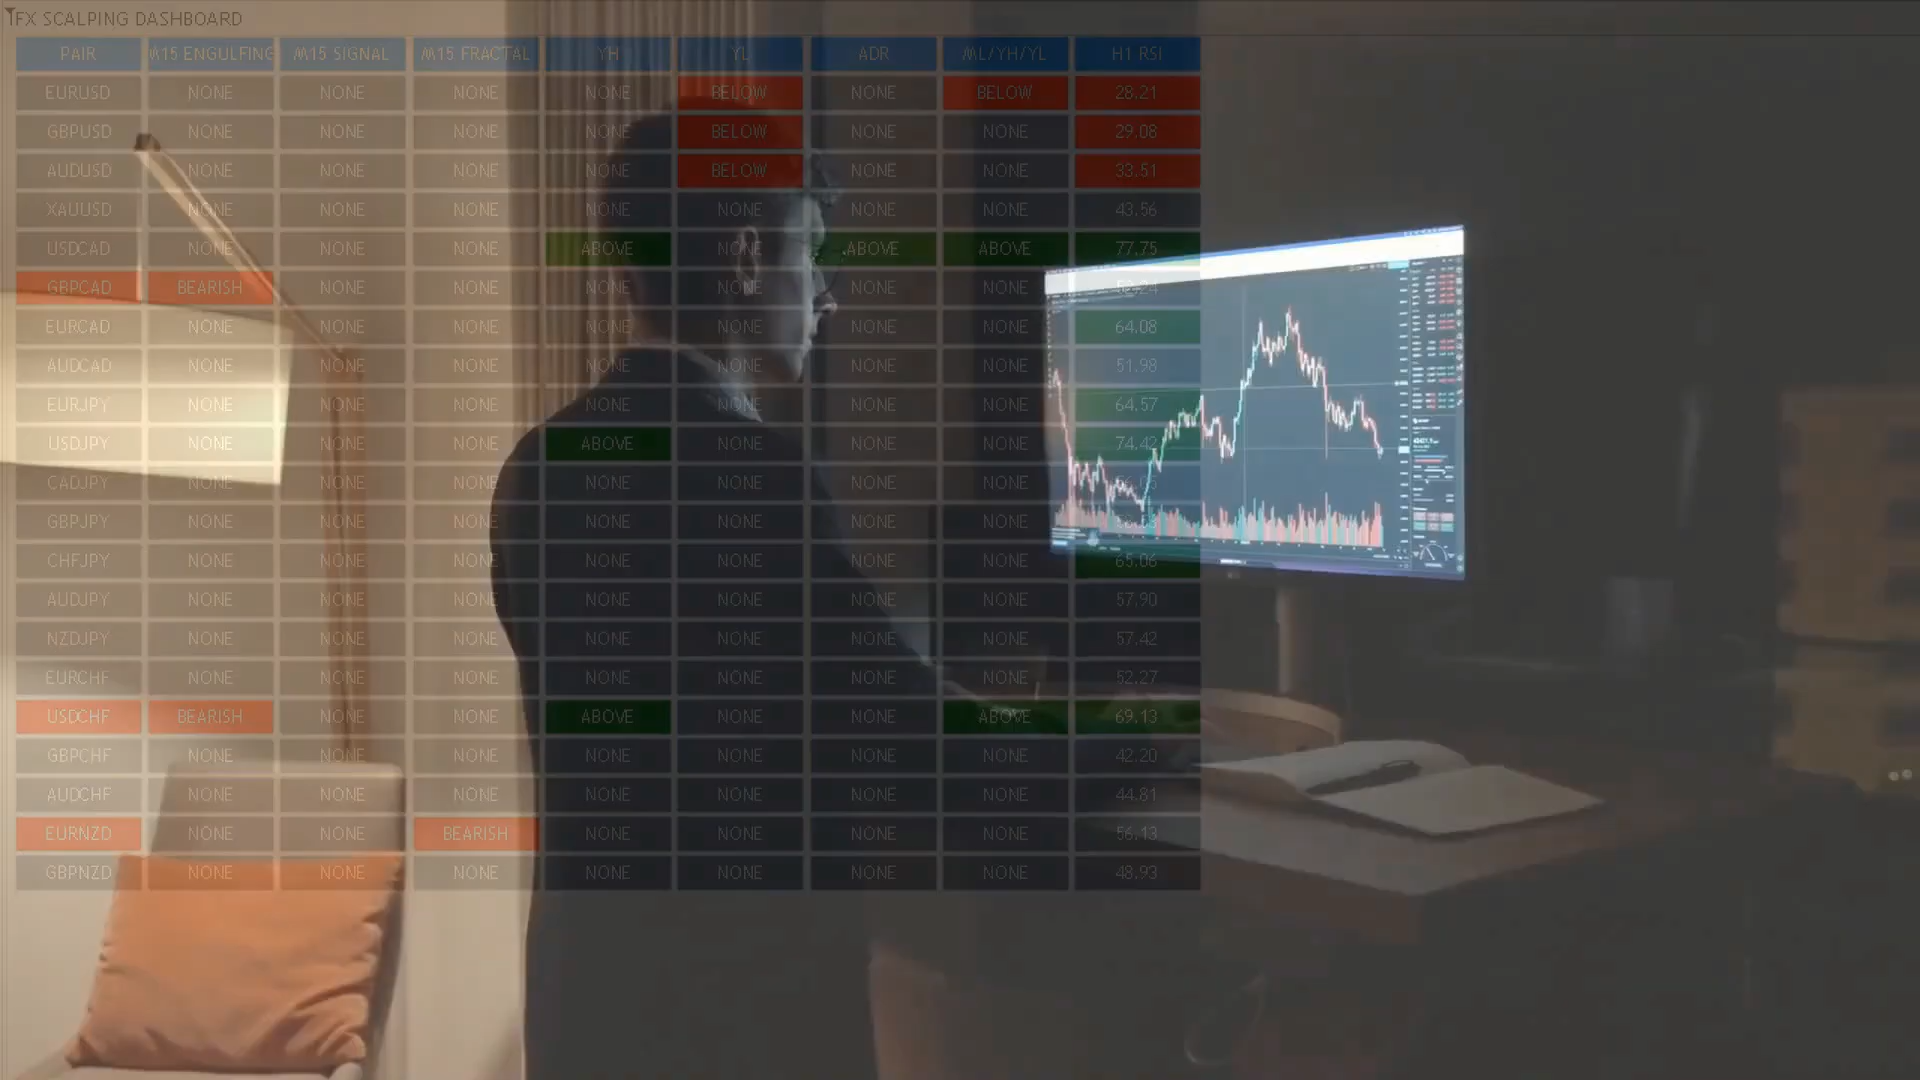 FX SCALPING DASHBOARD
PAIR M15 ENGULFING M15 SIGNAL M15 FRACTAL YH YL ADR ML/YH/YL H1 RSI
EURUSD NONE NONE NONE NONE BELOW NONE BELOW 28.21
GBPUSD NONE NONE NONE NONE BELOW NONE NONE 29.08
AUDUSD NONE NONE NONE NONE BELOW NONE NONE 33.51
XAUUSD NONE NONE NONE NONE NONE NONE NONE 43.56
USDCAD NONE NONE NONE ABOVE NONE ABOVE ABOVE 77.75
GBPCAD BEARISH NONE NONE NONE NONE NONE NONE
EURCAD NONE NONE NONE NONE NONE NONE NONE 64.08
AUDCAD NONE NONE NONE NONE NONE NONE NONE 51.98
EURJPY NONE NONE NONE NONE NONE NONE NONE 64.57
USDJPY NONE NONE NONE ABOVE NONE NONE NONE 74.42
CADJPY NONE NONE NONE NONE NONE NONE NONE
GBPJPY NONE NONE NONE NONE NONE NONE NONE
CHFJPY NONE NONE NONE NONE NONE NONE NONE 65.06
AUDJPY NONE NONE NONE NONE NONE NONE NONE 57.90
NZDJPY NONE NONE NONE NONE NONE NONE NONE 57.42
EURCHF NONE NONE NONE NONE NONE NONE NONE 52.27
USDCHF BEARISH NONE NONE ABOVE NONE NONE ABOVE 69.13
GBPCHF NONE NONE NONE NONE NONE NONE NONE 42.20
AUDCHF NONE NONE NONE NONE NONE NONE NONE 44.81
EURNZD NONE NONE BEARISH NONE NONE NONE NONE 56.13
GBPNZD NONE NONE NONE NONE NONE NONE NONE 48.93